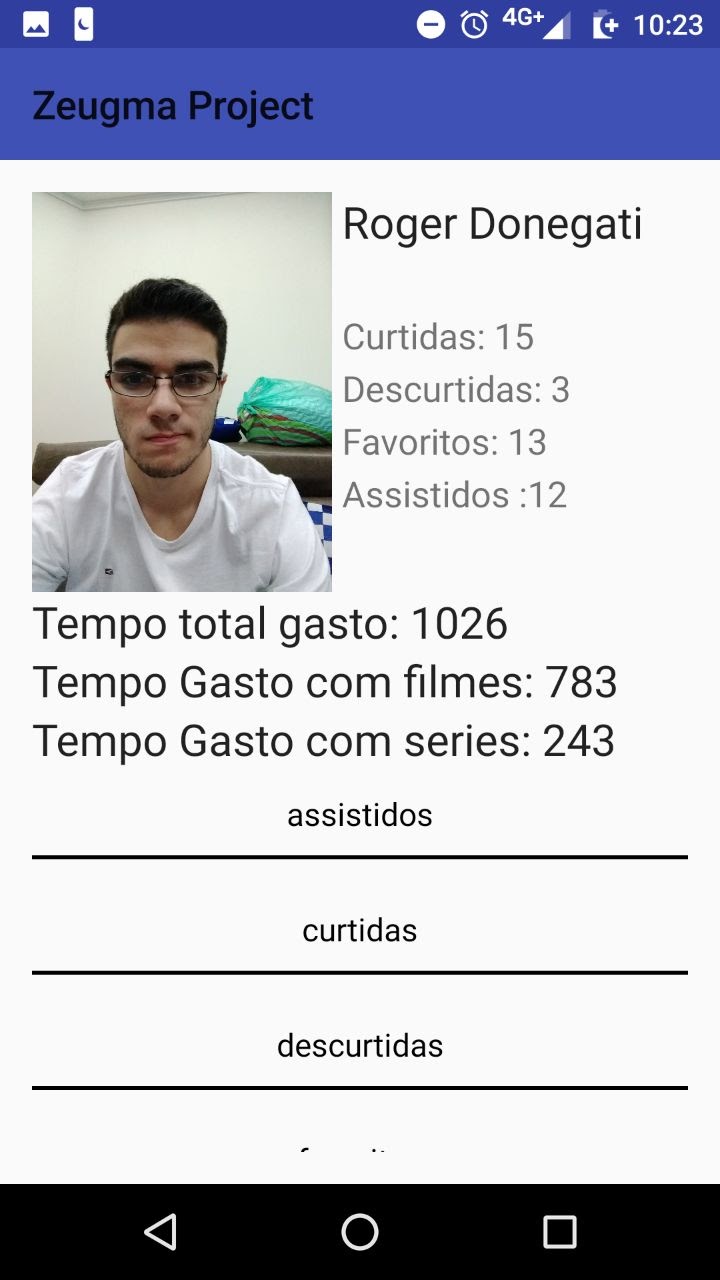 4G+ 10:23
Zeugma Project
Roger Donegati
Curtidas: 15
Descurtidas: 3
Favoritos: 13
Assistidos :12
Tempo total gasto: 1026
Tempo Gasto com filmes: 783
Tempo Gasto com series: 243
assistidos
curtidas
descurtidas